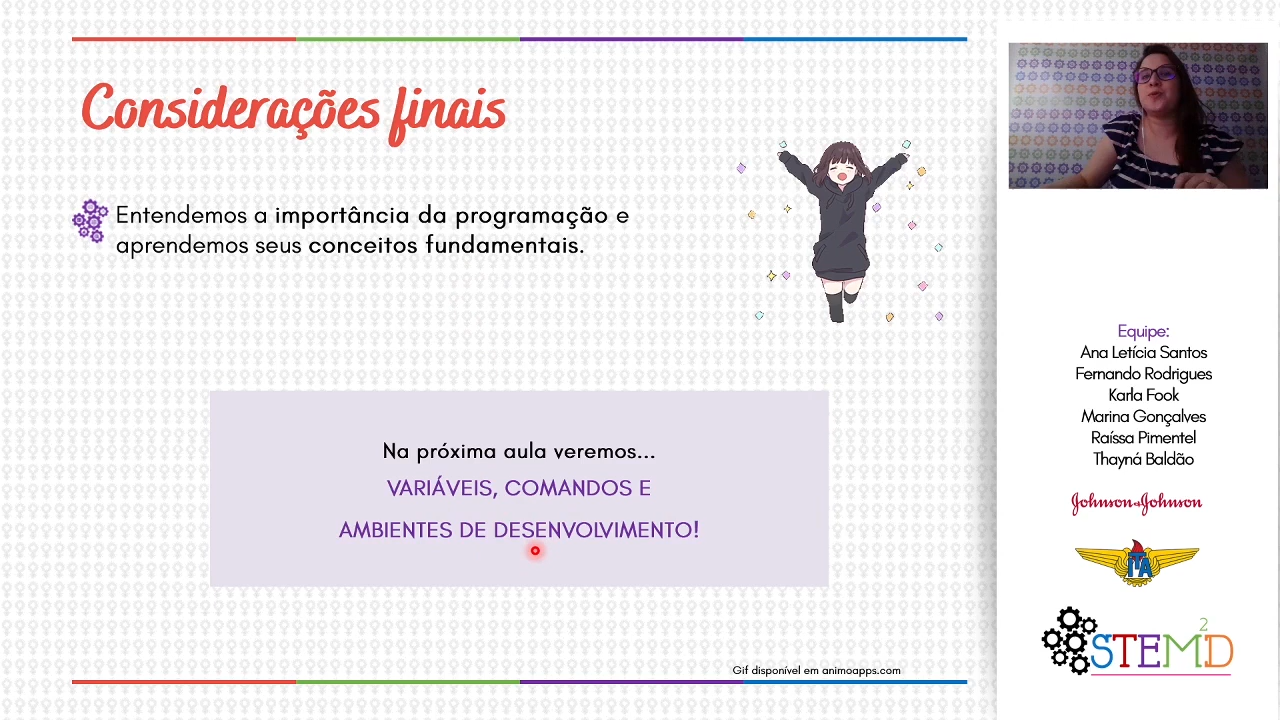 Considerações finais
Entendemos a importância da programação e
aprendemos seus conceitos fundamentais.
Na próxima aula veremos...
VARIÁVEIS, COMANDOS E
AMBIENTES DE DESENVOLVIMENTO!
Gif disponível em animoapps.com
Equipe:
Ana Letícia Santos
Fernando Rodrigues
Karla Fook
Marina Gonçalves
Raíssa Pimentel
Thayná Baldão
Johnson & Johnson
ITA
STEM²D